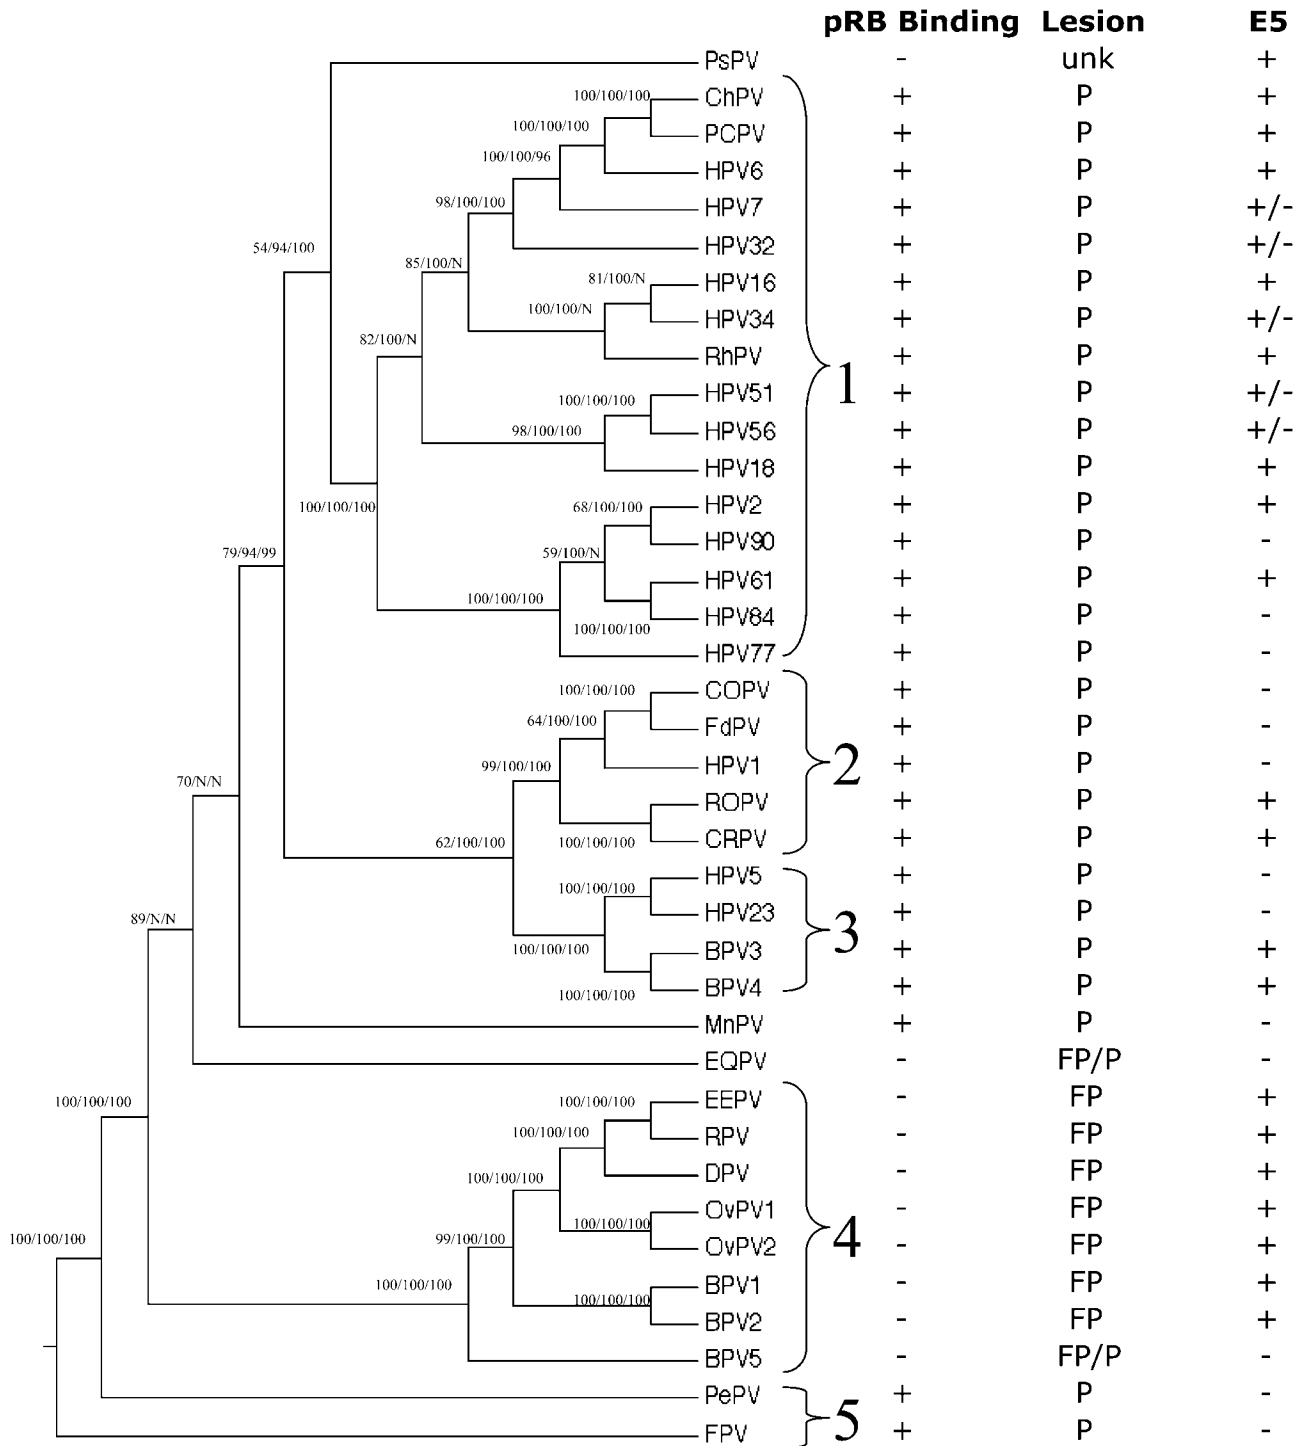 pRB Binding Lesion E5
PsPV - unk +
100/100/100 ChPV + P +
100/100/100 PCPV + P +
100/100/96 HPV6 + P +
98/100/100 HPV7 + P +/-
54/94/100 HPV32 + P +/-
85/100/N 81/100/N HPV16 + P +
100/100/N HPV34 + P +/-
82/100/N RhPV + P +
1
100/100/100 HPV51 + P +/-
98/100/100 HPV56 + P +/-
HPV18 + P +
100/100/100 68/100/100 HPV2 + P +
79/94/99 59/100/N HPV90 + P -
HPV61 + P +
100/100/100 100/100/100 HPV84 + P -
HPV77 + P -
100/100/100 COPV + P -
64/100/100 FdPV + P -
99/100/100 HPV1 + P -
2
70/N/N ROPV + P +
62/100/100 100/100/100 CRPV + P +
100/100/100 HPV5 + P -
89/N/N HPV23 + P -
3
100/100/100 BPV3 + P +
100/100/100 BPV4 + P +
MnPV + P -
EQPV - FP/P -
100/100/100 100/100/100 EEPV - FP +
100/100/100 RPV - FP +
100/100/100 DPV - FP +
100/100/100 OvPV1 - FP +
4
100/100/100 99/100/100 OvPV2 - FP +
100/100/100 100/100/100 BPV1 - FP +
BPV2 - FP +
BPV5 - FP/P -
PePV + P -
5
FPV + P -